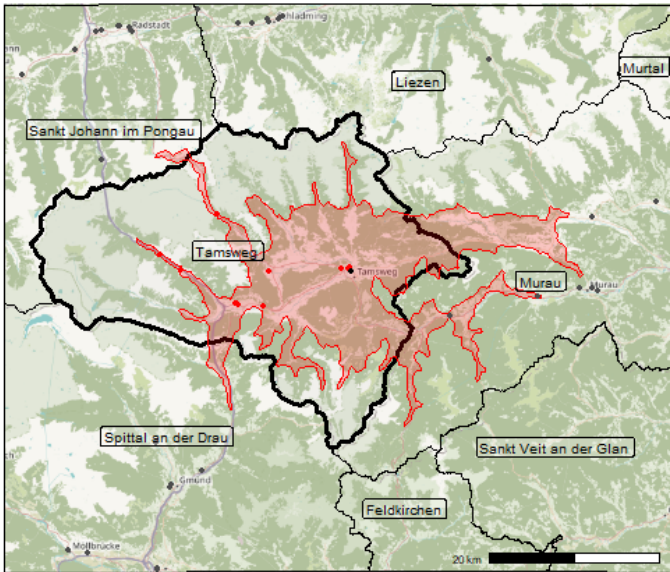 Radstadt
Schladming
Liezen
Murtal
Sankt Johann im Pongau
Tamsweg
Tamsweg
Murau
Murau
Spittal an der Drau
Sankt Veit an der Glan
Gmünd
Feldkirchen
Möllbrücke
20 km